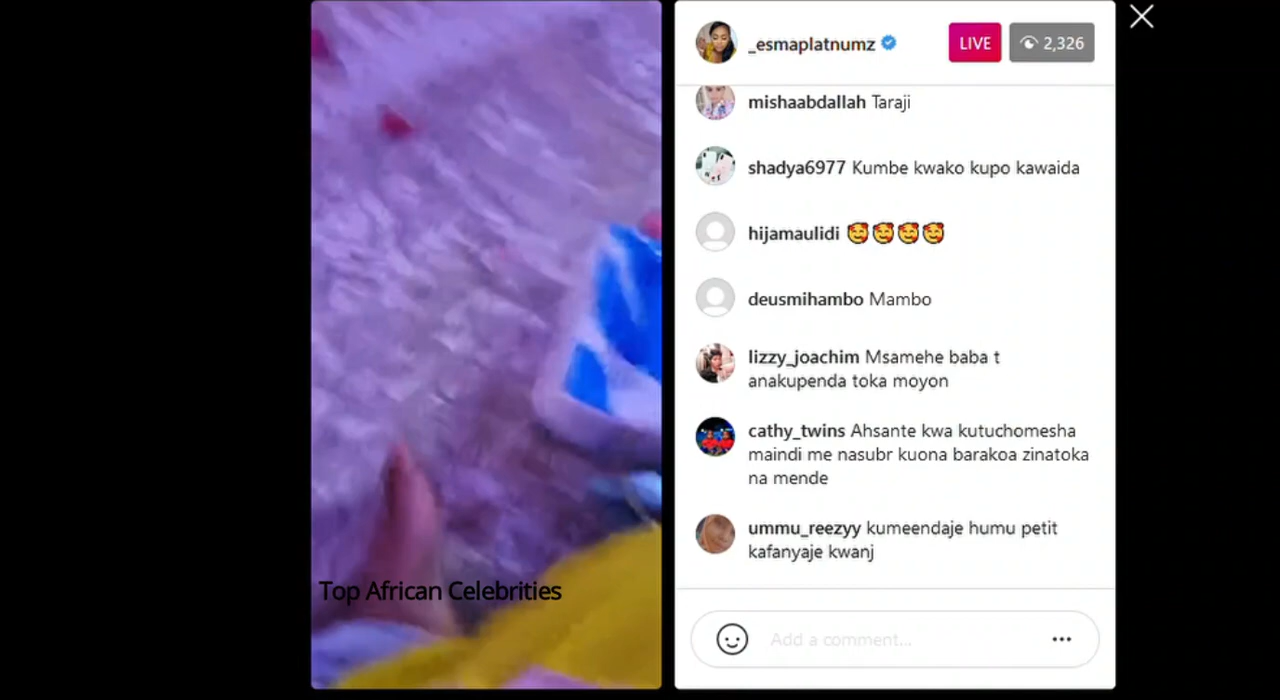 _esmaplatnumz
LIVE
2,326
mishaabdallah Taraji
shadya6977 Kumbe kwako kupo kawaida
hijamaulidi 🥰🥰🥰🥰
deusmihambo Mambo
lizzy_joachim Msamehe baba t
anakupenda toka moyon
cathy_twins Ahsante kwa kutuchomesha
maindi me nasubr kuona barakoa zinatoka
na mende
ummu_reezyy kumeendaje humu petit
kafanyaje kwanj
Add a comment...
Top African Celebrities